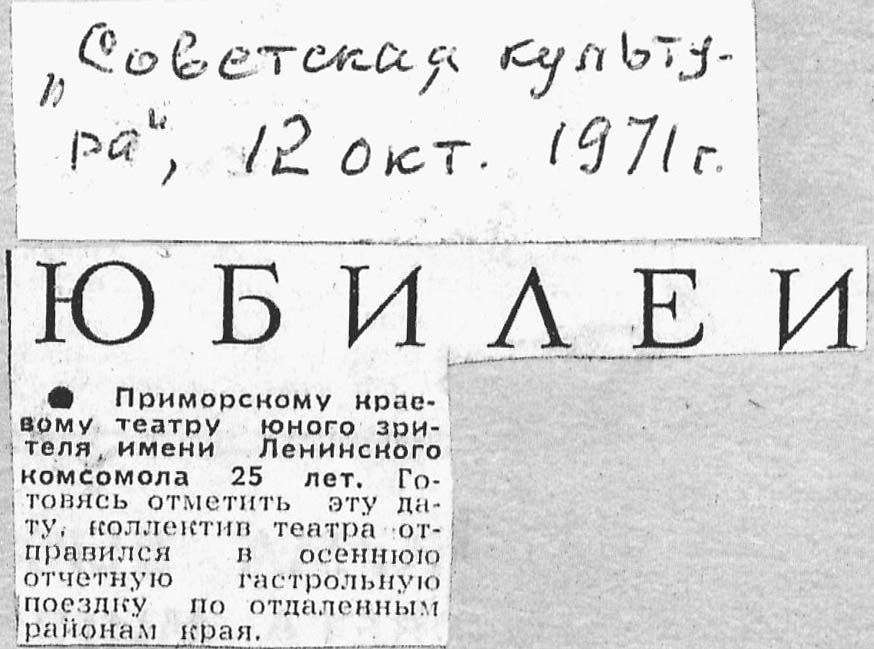 „Советская культу-
ра“, 12 окт. 1971 г.
ЮБИЛЕИ
● Приморскому крае-
вому театру юного зри-
теля имени Ленинского
комсомола 25 лет. Го-
товясь отметить эту да-
ту, коллектив театра от-
правился в осеннюю
отчетную гастрольную
поездку по отдаленным
районам края.